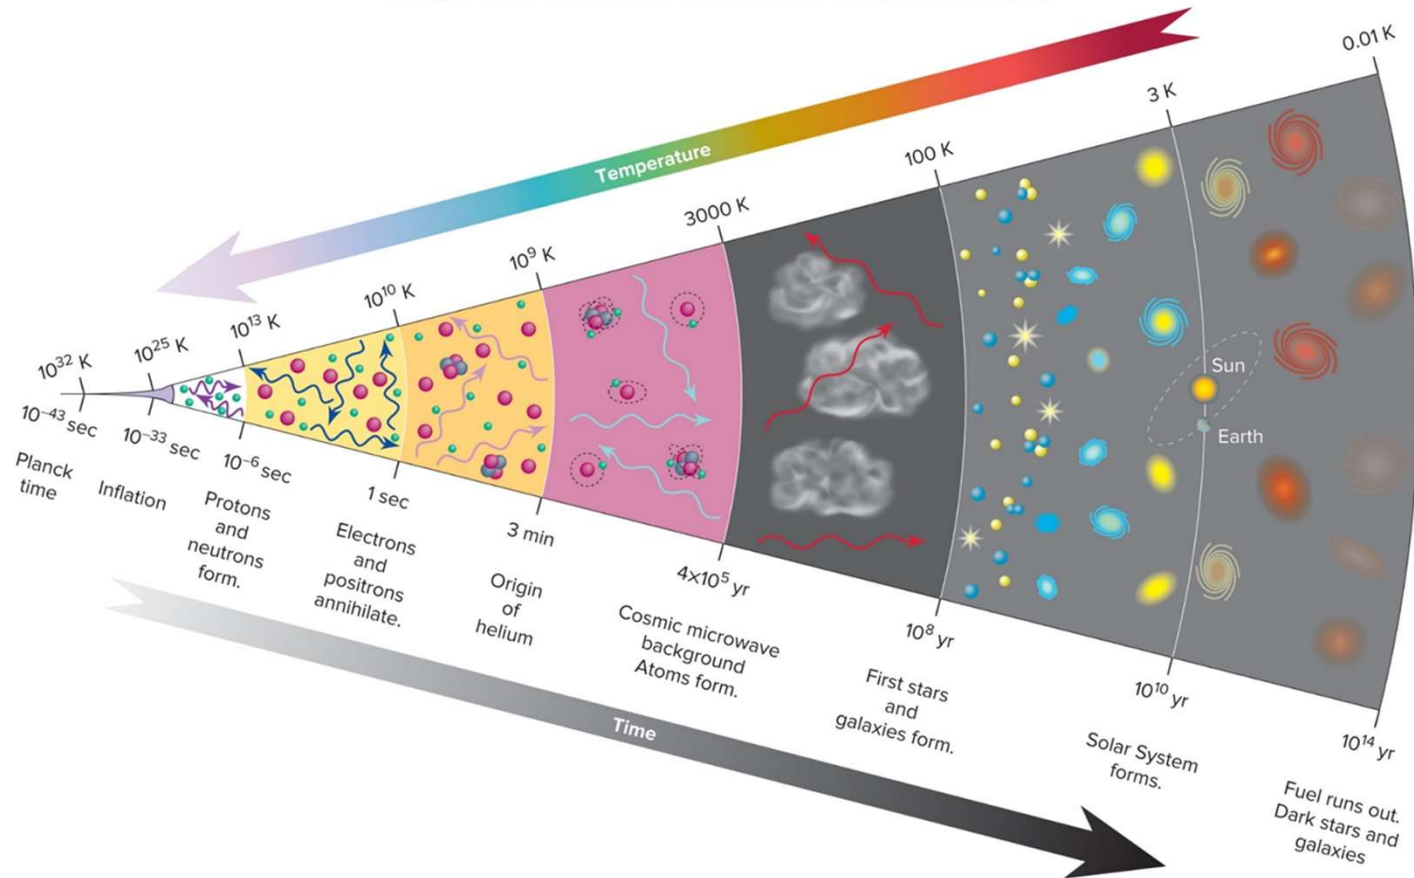 Temperature
10³² K
10²⁵ K
10¹³ K
10¹⁰ K
10⁹ K
3000 K
100 K
3 K
0.01 K
Sun
Earth
10⁻⁴³ sec
10⁻³³ sec
10⁻⁶ sec
1 sec
3 min
4×10⁵ yr
10⁸ yr
10¹⁰ yr
10¹⁴ yr
Planck
time
Inflation
Protons
and
neutrons
form.
Electrons
and
positrons
annihilate.
Origin
of
helium
Cosmic microwave
background
Atoms form.
First stars
and
galaxies form.
Solar System
forms.
Fuel runs out.
Dark stars and
galaxies
Time